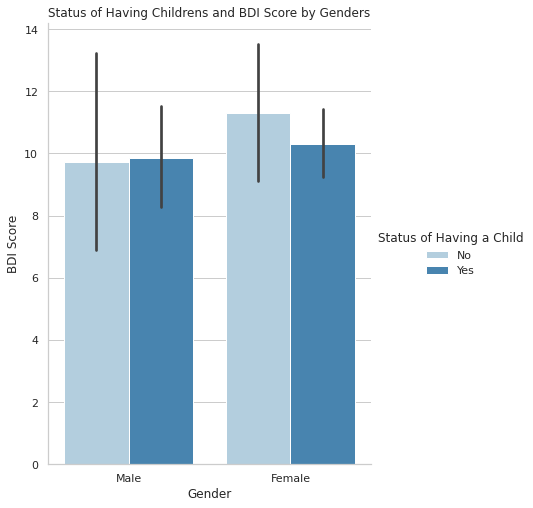 Status of Having Childrens and BDI Score by Genders
14
12
10
8
6
4
2
0
BDI Score
Male
Female
Gender
Status of Having a Child
No
Yes